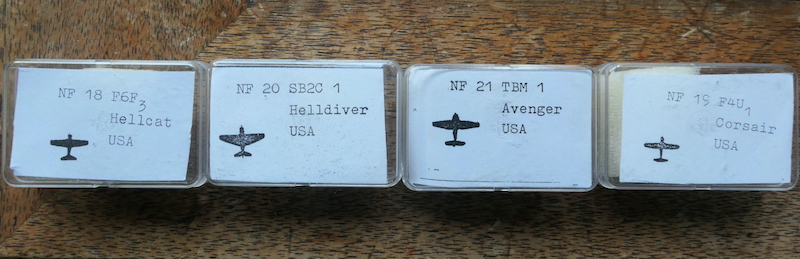 NF 18 F6F3
Hellcat
USA
NF 20 SB2C 1
Helldiver
USA
NF 21 TBM 1
Avenger
USA
NF 19 F4U1
Corsair
USA